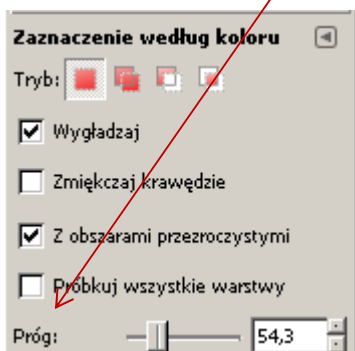 Zaznaczenie według koloru
Tryb:
Wygładzaj
Zmiękczaj krawędzie
Z obszarami przezroczystymi
Próbkuj wszystkie warstwy
Próg: 54,3